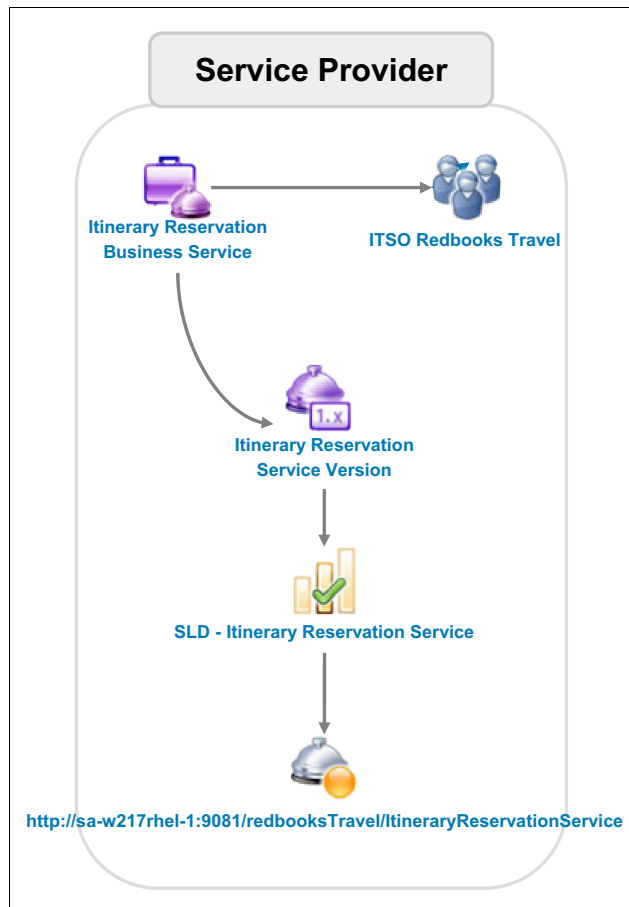 Service Provider
Itinerary Reservation
Business Service
ITSO Redbooks Travel
1.x
Itinerary Reservation
Service Version
SLD - Itinerary Reservation Service
http://sa-w217rhel-1:9081/redbooksTravel/ItineraryReservationService